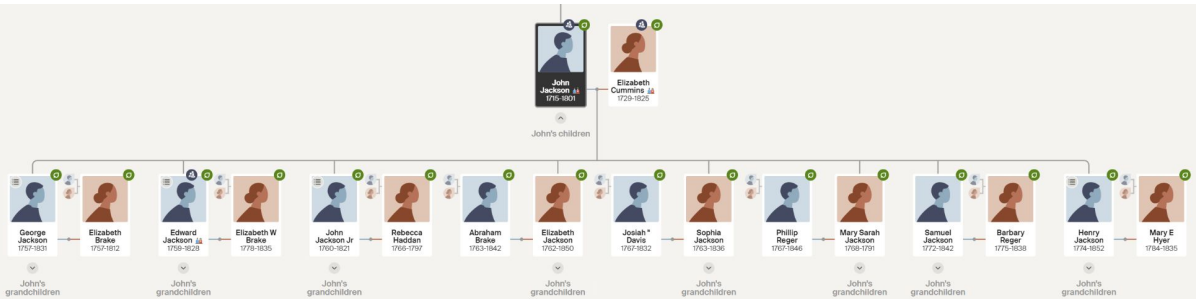 John
Jackson
1715-1801
Elizabeth
Cummins
1729-1825
John's children
George
Jackson
1757-1831
Elizabeth
Brake
1757-1812
Edward
Jackson
1759-1828
Elizabeth W
Brake
1778-1835
John
Jackson Jr
1760-1821
Rebecca
Haddan
1766-1797
Abraham
Brake
1763-1842
Elizabeth
Jackson
1762-1850
Josiah "
Davis
1767-1832
Sophia
Jackson
1763-1836
Phillip
Reger
1767-1846
Mary Sarah
Jackson
1768-1791
Samuel
Jackson
1772-1842
Barbary
Reger
1775-1838
Henry
Jackson
1774-1852
Mary E
Hyer
1784-1835
John's
grandchildren
John's
grandchildren
John's
grandchildren
John's
grandchildren
John's
grandchildren
John's
grandchildren
John's
grandchildren